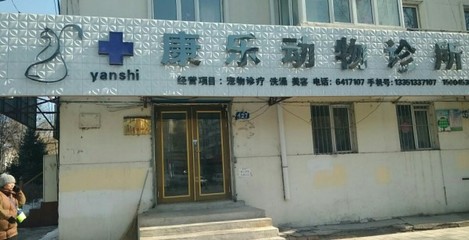 康乐动物诊所
yanshi
经营项目：宠物诊疗 洗澡 美容 电话：6417107 手机号：13351337107